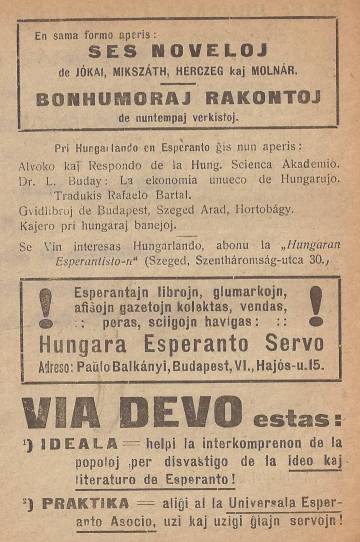 En sama formo aperis:
SES NOVELOJ
de JÓKAI, MIKSZÁTH, HERCZEG kaj MOLNÁR.
BONHUMORAJ RAKONTOJ
de nuntempaj verkistoj.
Pri Hungarlando en Esperanto ĝis nun aperis:
Alvoko kaj Respondo de la Hung. Scienca Akademio.
Dr. L. Buday: La ekonomia unueco de Hungarujo.
Tradukis Rafaelo Bartal.
Gvidlibroj de Budapest, Szeged Arad, Hortobágy.
Kajero pri hungaraj banejoj.
Se Vin interesas Hungarlando, abonu la „Hungaran
Esperantisto-n" (Szeged, Szentháromság-utca 30.,
! Esperantajn librojn, glumarkojn, !
afiŝojn gazetojn kolektas, vendas,
:: peras, sciigojn havigas: ::
Hungara Esperanto Servo
Adreso: Paŭlo Balkányi, Budapest, VI., Hajós-u. 15.
VIA DEVO estas:
1) IDEALA = helpi la interkomprenon de la
popoloj per disvastigo de la ideo kaj
literaturo de Esperanto!
2) PRAKTIKA = aliĝi al la Universala Esper-
anto Asocio, uzi kaj uzigi ĝiajn servojn!